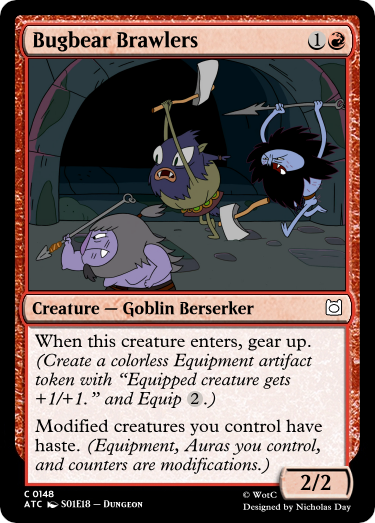 Bugbear Brawlers 1
Creature — Goblin Berserker
When this creature enters, gear up.
(Create a colorless Equipment artifact
token with “Equipped creature gets
+1/+1.” and Equip 2.)
Modified creatures you control have
haste. (Equipment, Auras you control,
and counters are modifications.)
2/2
C 0148
ATC S01E18 – Dungeon
© WotC
Designed by Nicholas Day